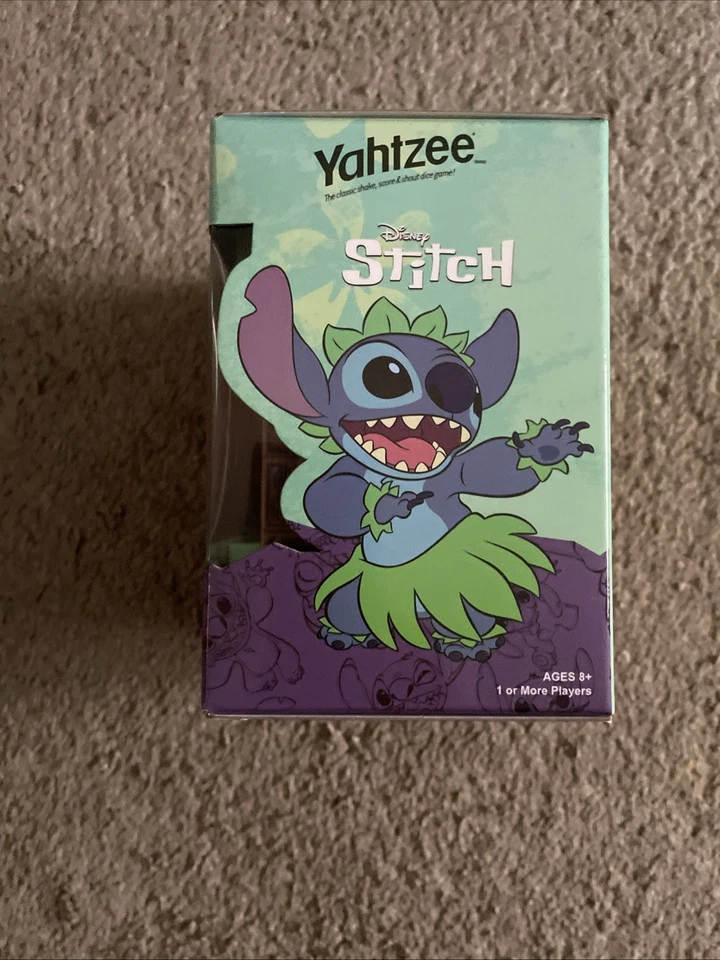 Yahtzee
The classic shake, score & shout dice game!
Disney
Stitch
AGES 8+
1 or More Players